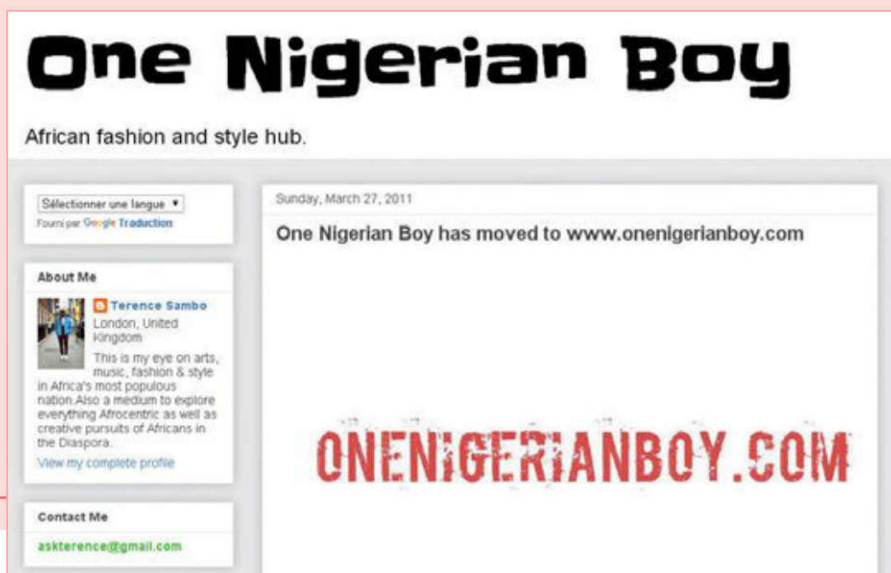 One Nigerian Boy
African fashion and style hub.
Sélectionner une langue ▼
Fourni par Google Traduction
About Me
Terence Sambo
London, United
Kingdom
This is my eye on arts,
music, fashion & style
in Africa's most populous
nation.Also a medium to explore
everything Afrocentric as well as
creative pursuits of Africans in
the Diaspora.
View my complete profile
Contact Me
askterence@gmail.com
Sunday, March 27, 2011
One Nigerian Boy has moved to www.onenigerianboy.com
ONENIGERIANBOY.COM